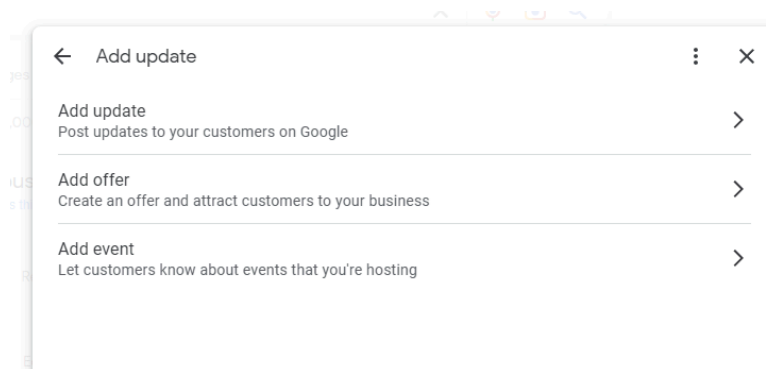 Add update
Add update
Post updates to your customers on Google
Add offer
Create an offer and attract customers to your business
Add event
Let customers know about events that you're hosting